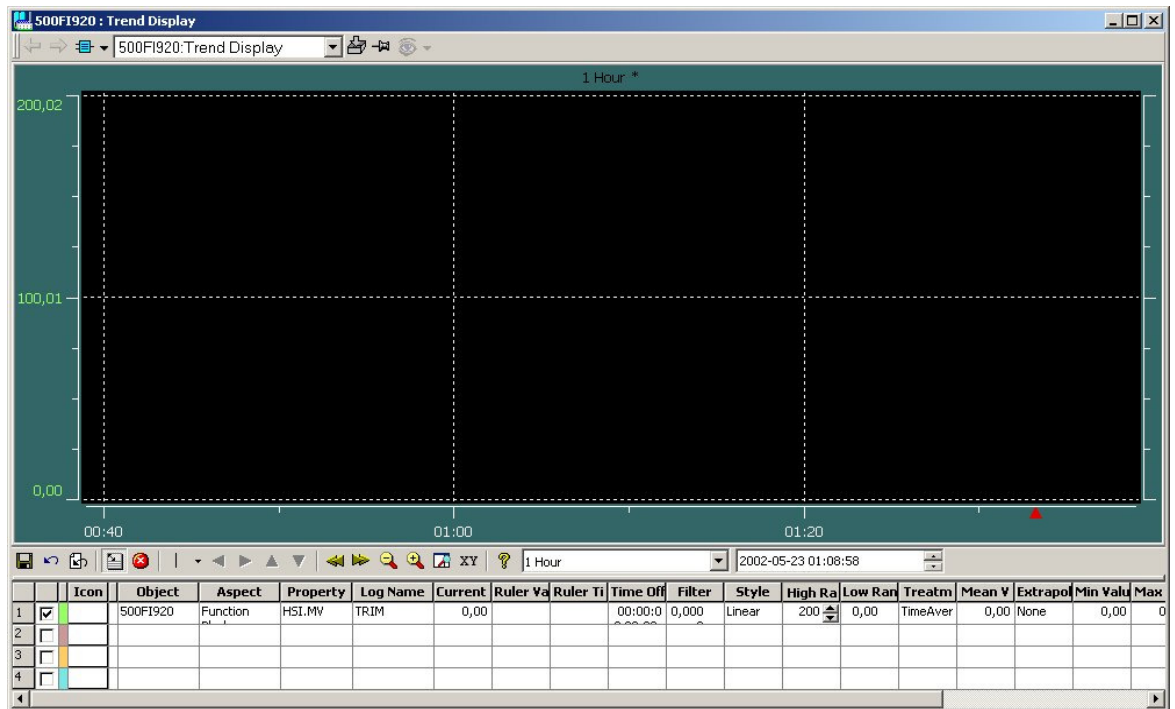 500FI920 : Trend Display
500FI920:Trend Display
1 Hour *
200,02
100,01
0,00
00:40 01:00 01:20
XY 1 Hour 2002-05-23 01:08:58
Icon Object Aspect Property Log Name Current Ruler Va Ruler Ti Time Off Filter Style High Ra Low Ran Treatm Mean V Extrapol Min Valu Max
1 500FI920 Function HSI.MV TRIM 0,00 00:00:0 0,000 Linear 200 0,00 TimeAver 0,00 None 0,00 0
2
3
4